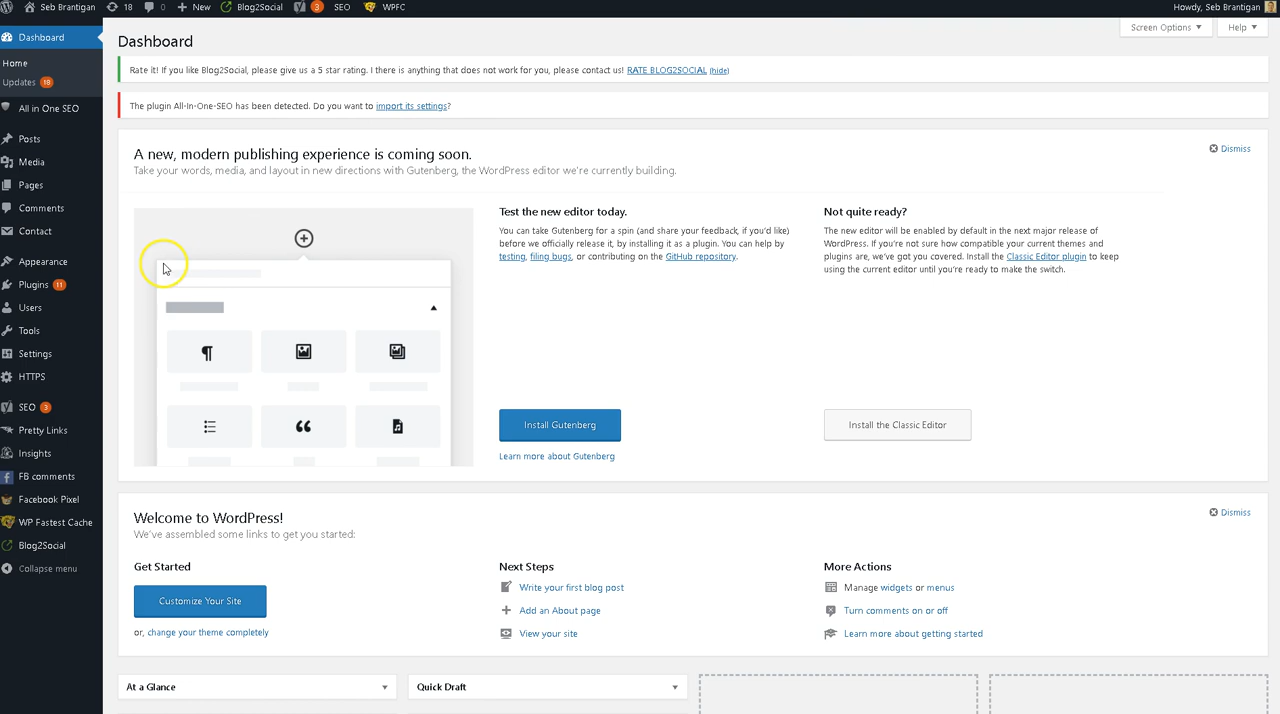 Seb Brantigan 18 0 New Blog2Social 3 SEO WPFC Howdy, Seb Brantigan
Screen Options Help
Dashboard
Home
Updates 18
All in One SEO
Posts
Media
Pages
Comments
Contact
Appearance
Plugins 11
Users
Tools
Settings
HTTPS
SEO 3
Pretty Links
Insights
FB comments
Facebook Pixel
WP Fastest Cache
Blog2Social
Collapse menu
Dashboard
Rate it! If you like Blog2Social, please give us a 5 star rating. I there is anything that does not work for you, please contact us! RATE BLOG2SOCIAL (hide)
The plugin All-In-One-SEO has been detected. Do you want to import its settings?
A new, modern publishing experience is coming soon.
Dismiss
Take your words, media, and layout in new directions with Gutenberg, the WordPress editor we're currently building.
Test the new editor today.
You can take Gutenberg for a spin (and share your feedback, if you'd like)
before we officially release it, by installing it as a plugin. You can help by
testing, filing bugs, or contributing on the GitHub repository.
Install Gutenberg
Learn more about Gutenberg
Not quite ready?
The new editor will be enabled by default in the next major release of
WordPress. If you're not sure how compatible your current themes and
plugins are, we've got you covered. Install the Classic Editor plugin to keep
using the current editor until you're ready to make the switch.
Install the Classic Editor
Welcome to WordPress!
Dismiss
We've assembled some links to get you started:
Get Started
Customize Your Site
or, change your theme completely
Next Steps
Write your first blog post
Add an About page
View your site
More Actions
Manage widgets or menus
Turn comments on or off
Learn more about getting started
At a Glance
Quick Draft